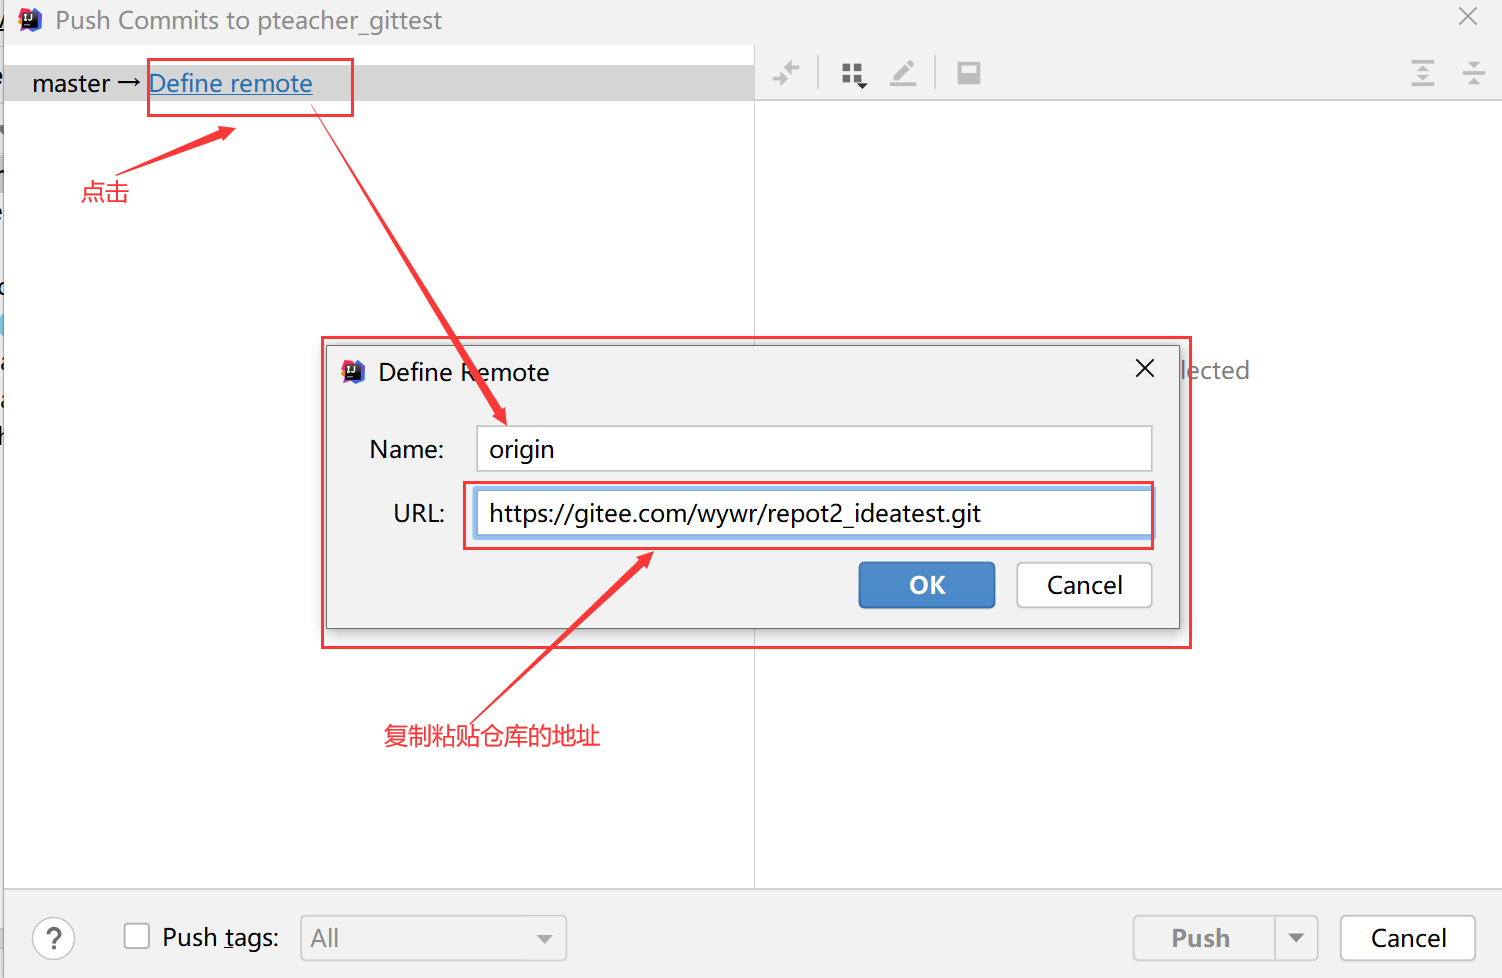 Push Commits to pteacher_gittest
master → Define remote
点击
lected
Define Remote
Name: origin
URL: https://gitee.com/wywr/repot2_ideatest.git
OK Cancel
复制粘贴仓库的地址
? Push tags: All Push Cancel